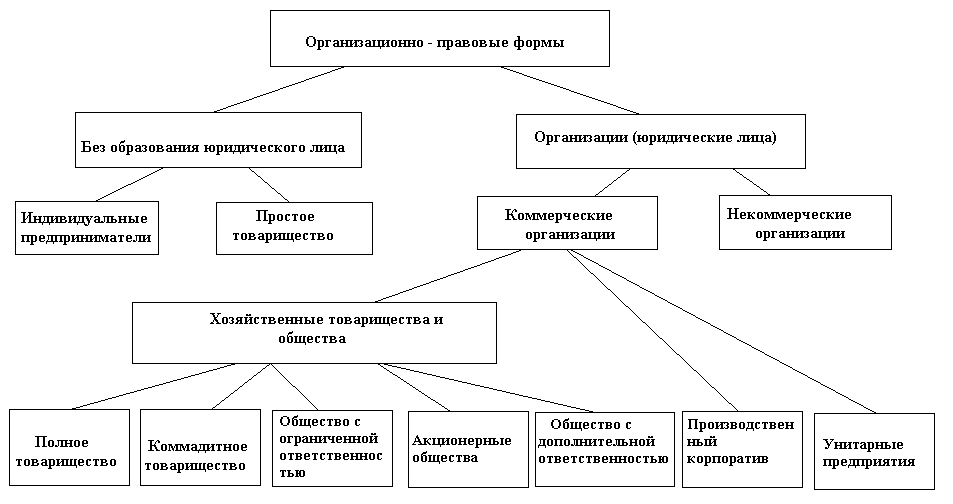 Организационно - правовые формы
Без образования юридического лица
Организации (юридические лица)
Индивидуальные
предприниматели
Простое
товарищество
Коммерческие
организации
Некоммерческие
организации
Хозяйственные товарищества и
общества
Полное
товарищество
Коммадитное
товарищество
Общество с
ограниченной
ответственнос
тью
Акционерные
общества
Общество с
дополнительной
ответственностью
Производствен
ный
корпоратив
Унитарные
предприятия